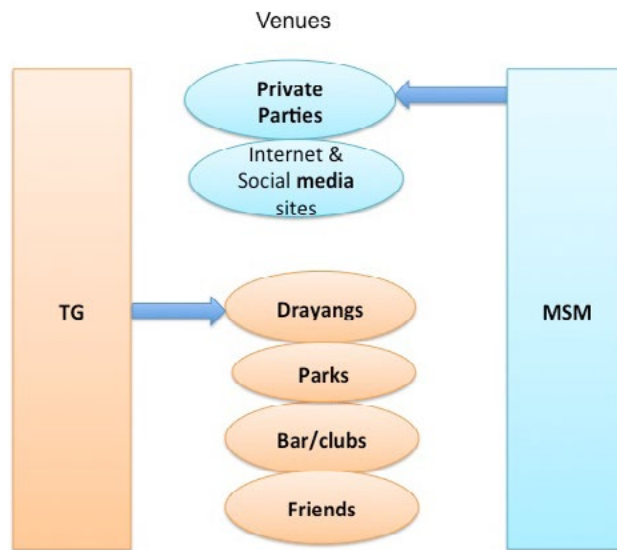 Venues
Private
Parties
Internet &
Social media
sites
TG
Drayangs
MSM
Parks
Bar/clubs
Friends